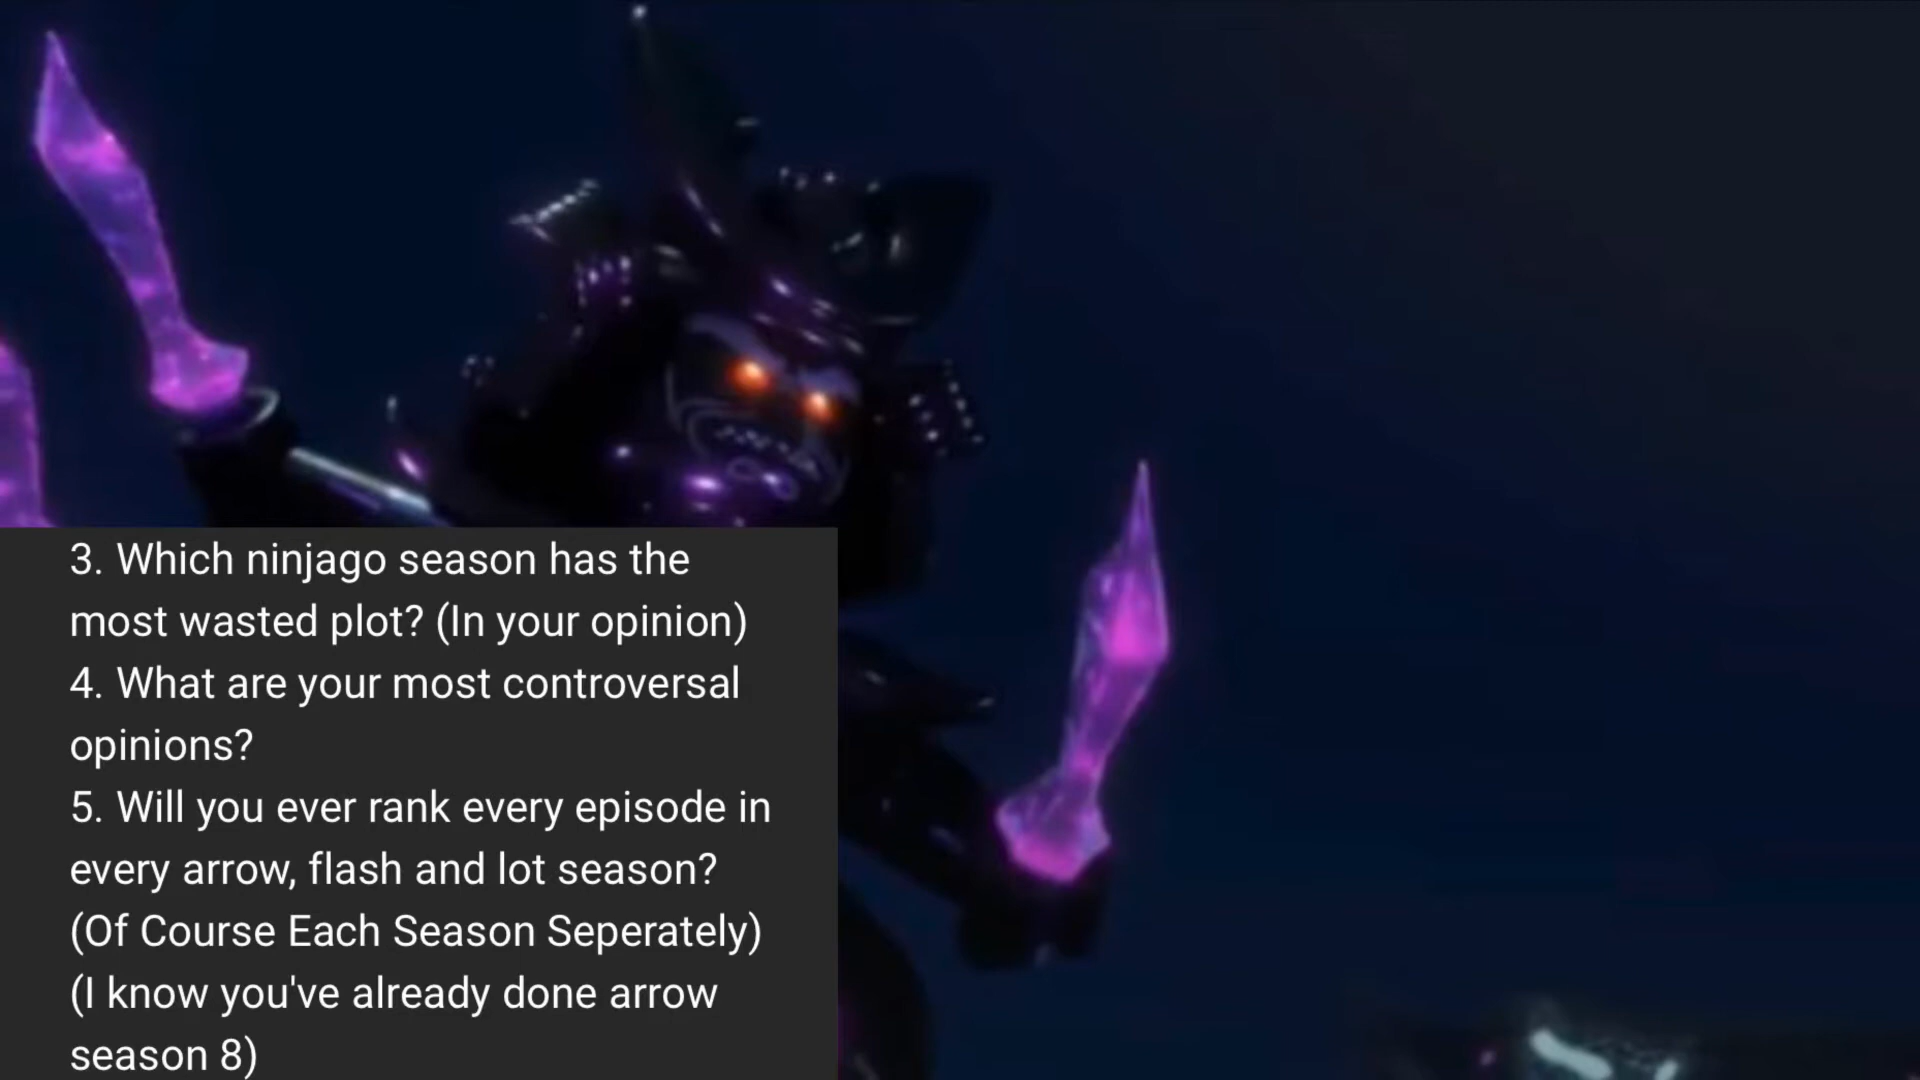 3. Which ninjago season has the
most wasted plot? (In your opinion)
4. What are your most controversal
opinions?
5. Will you ever rank every episode in
every arrow, flash and lot season?
(Of Course Each Season Seperately)
(I know you've already done arrow
season 8)